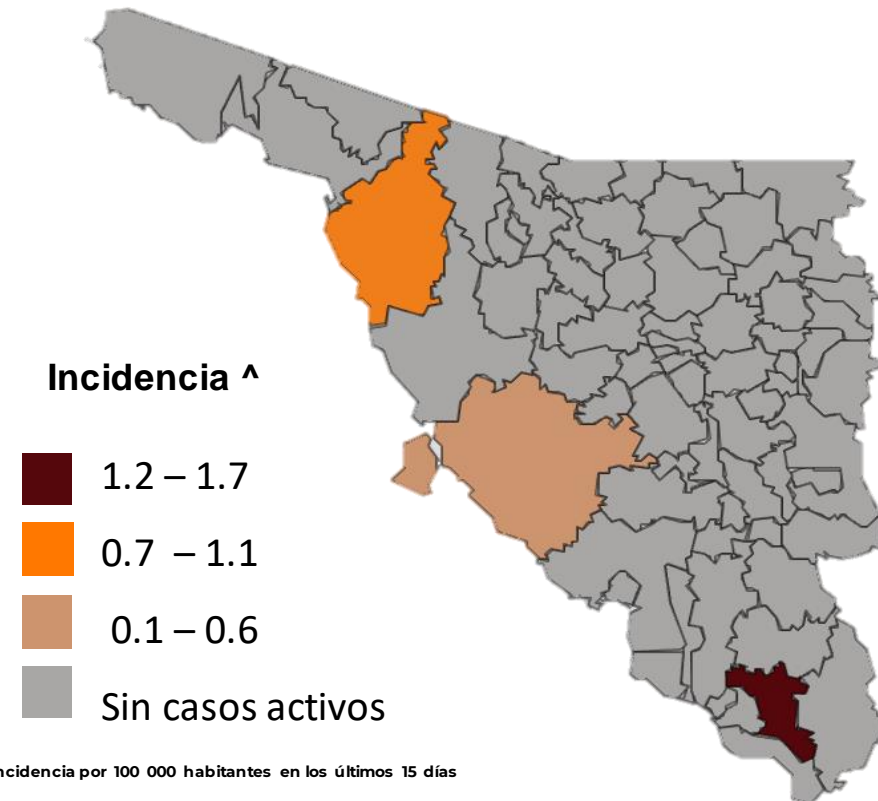 Incidencia ^
1.2 – 1.7
0.7 – 1.1
0.1 – 0.6
Sin casos activos
ncidencia por 100 000 habitantes en los últimos 15 días